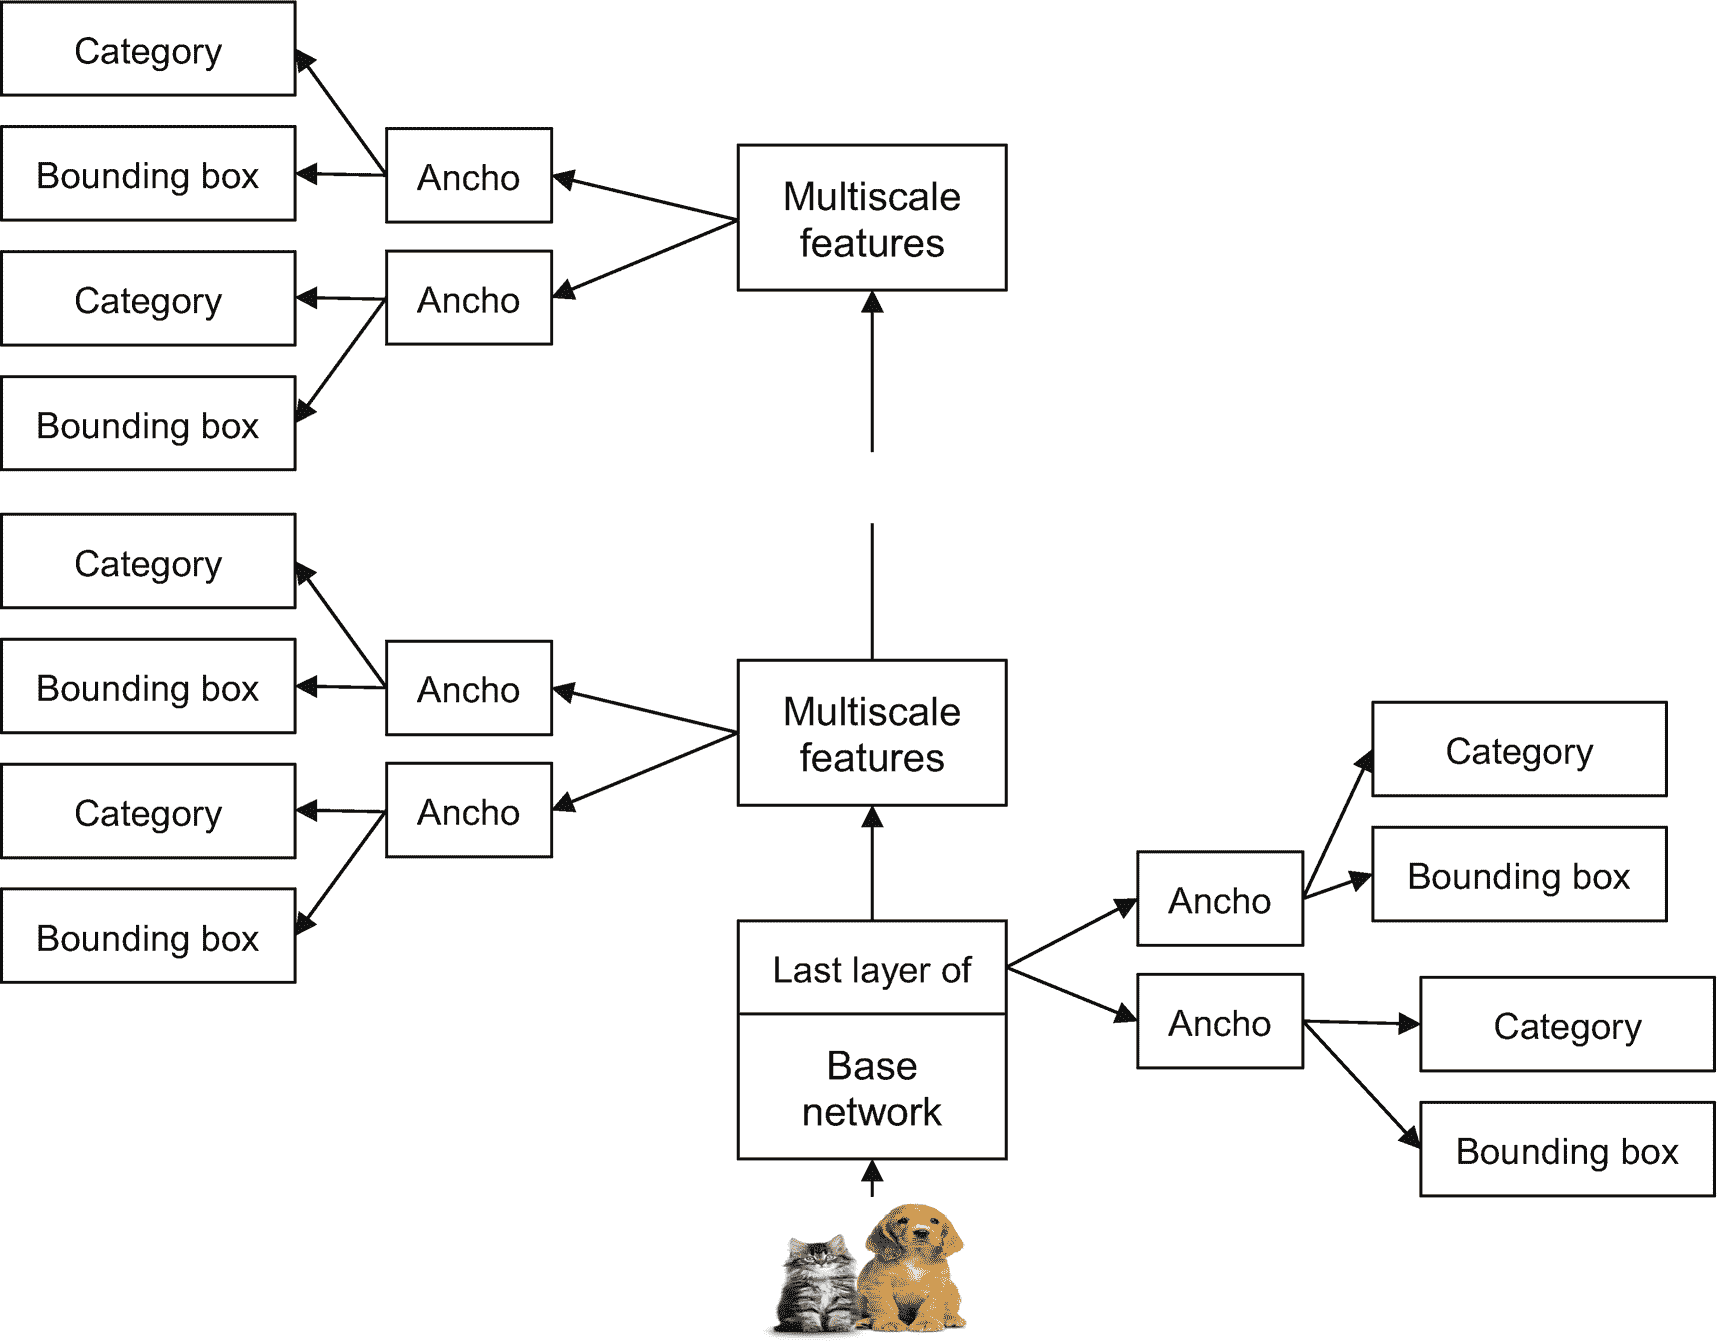 Category
Bounding box
Ancho
Category
Ancho
Bounding box
Multiscale
features
Category
Bounding box
Ancho
Category
Ancho
Bounding box
Multiscale
features
Last layer of
Base
network
Ancho
Category
Bounding box
Ancho
Category
Bounding box